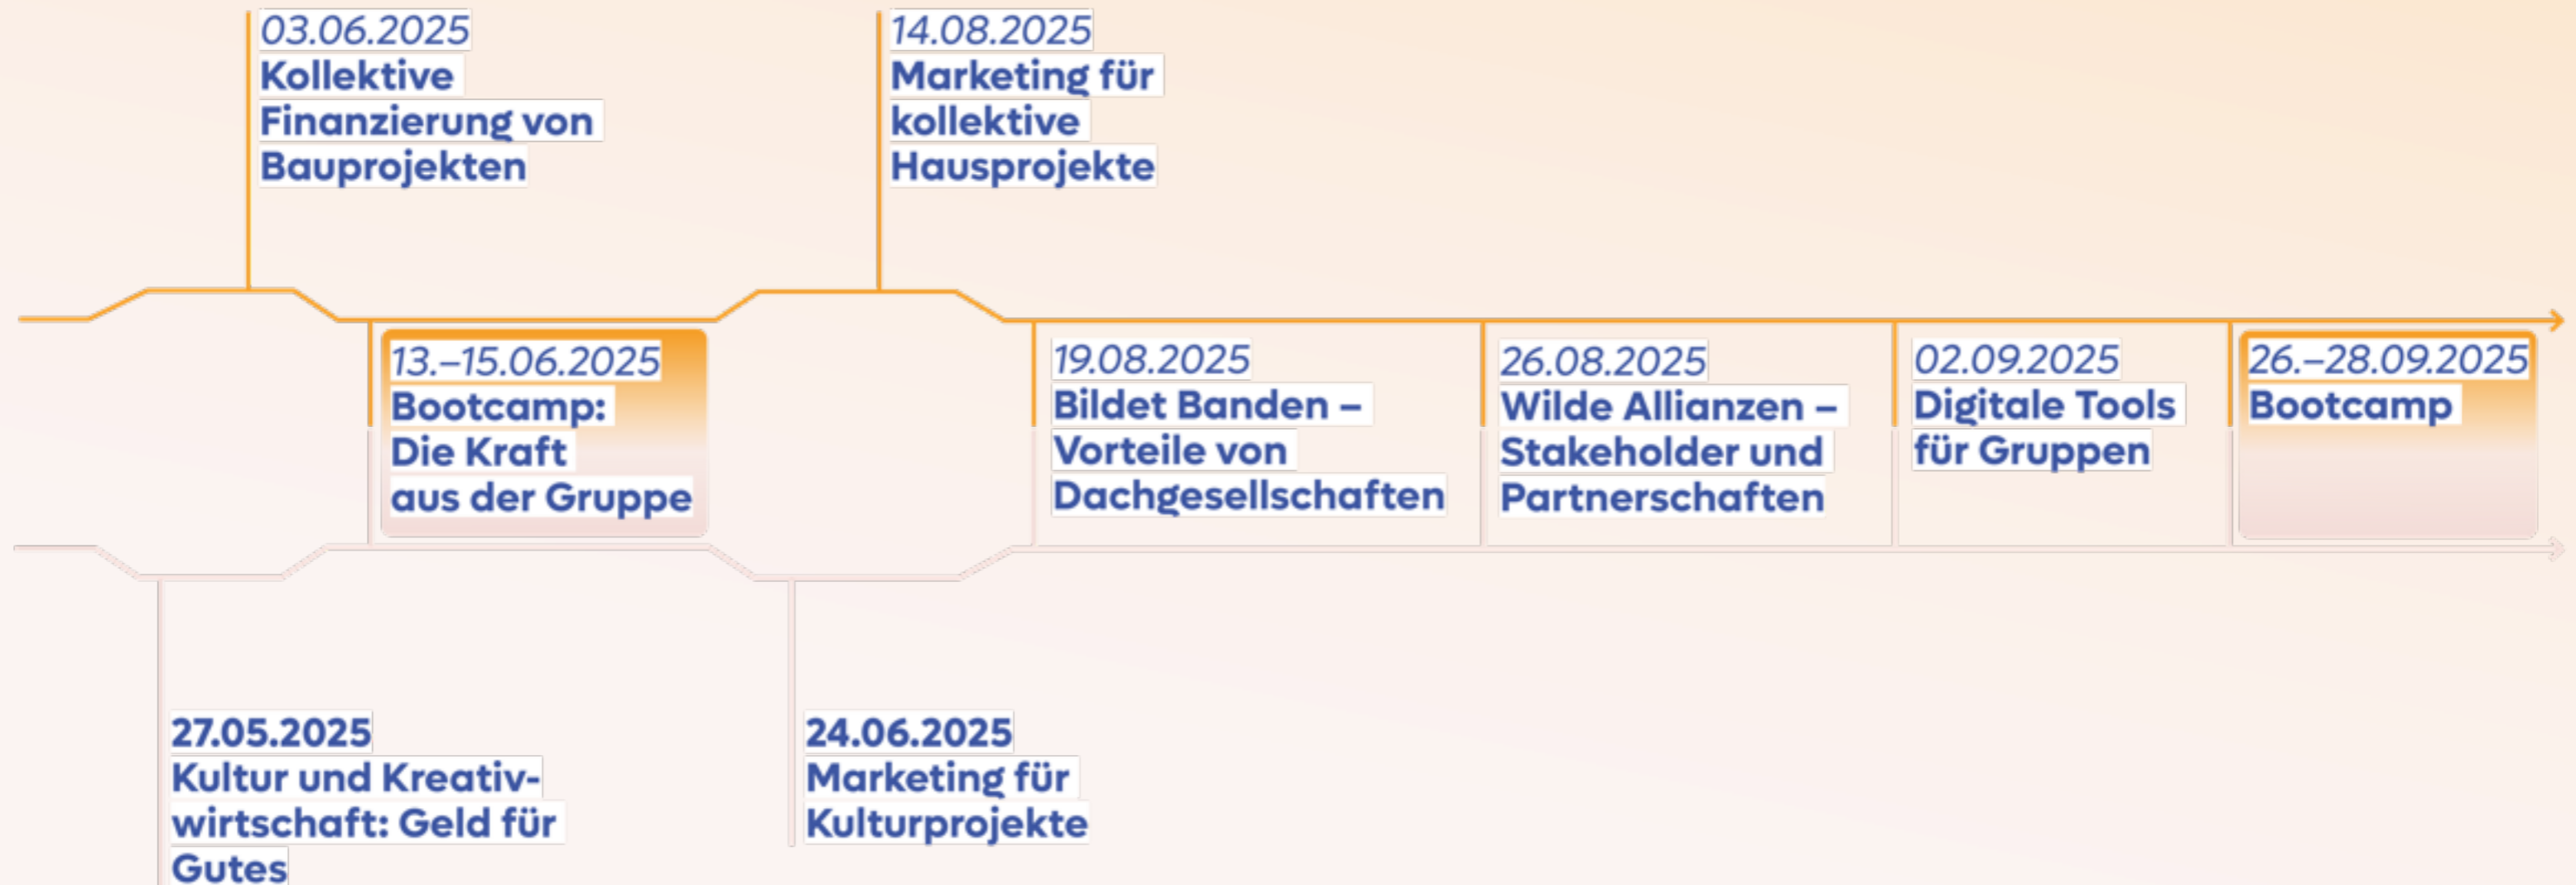 03.06.2025
Kollektive
Finanzierung von
Bauprojekten
14.08.2025
Marketing für
kollektive
Hausprojekte
13.–15.06.2025
Bootcamp:
Die Kraft
aus der Gruppe
19.08.2025
Bildet Banden –
Vorteile von
Dachgesellschaften
26.08.2025
Wilde Allianzen –
Stakeholder und
Partnerschaften
02.09.2025
Digitale Tools
für Gruppen
26.–28.09.2025
Bootcamp
27.05.2025
Kultur und Kreativ-
wirtschaft: Geld für
Gutes
24.06.2025
Marketing für
Kulturprojekte